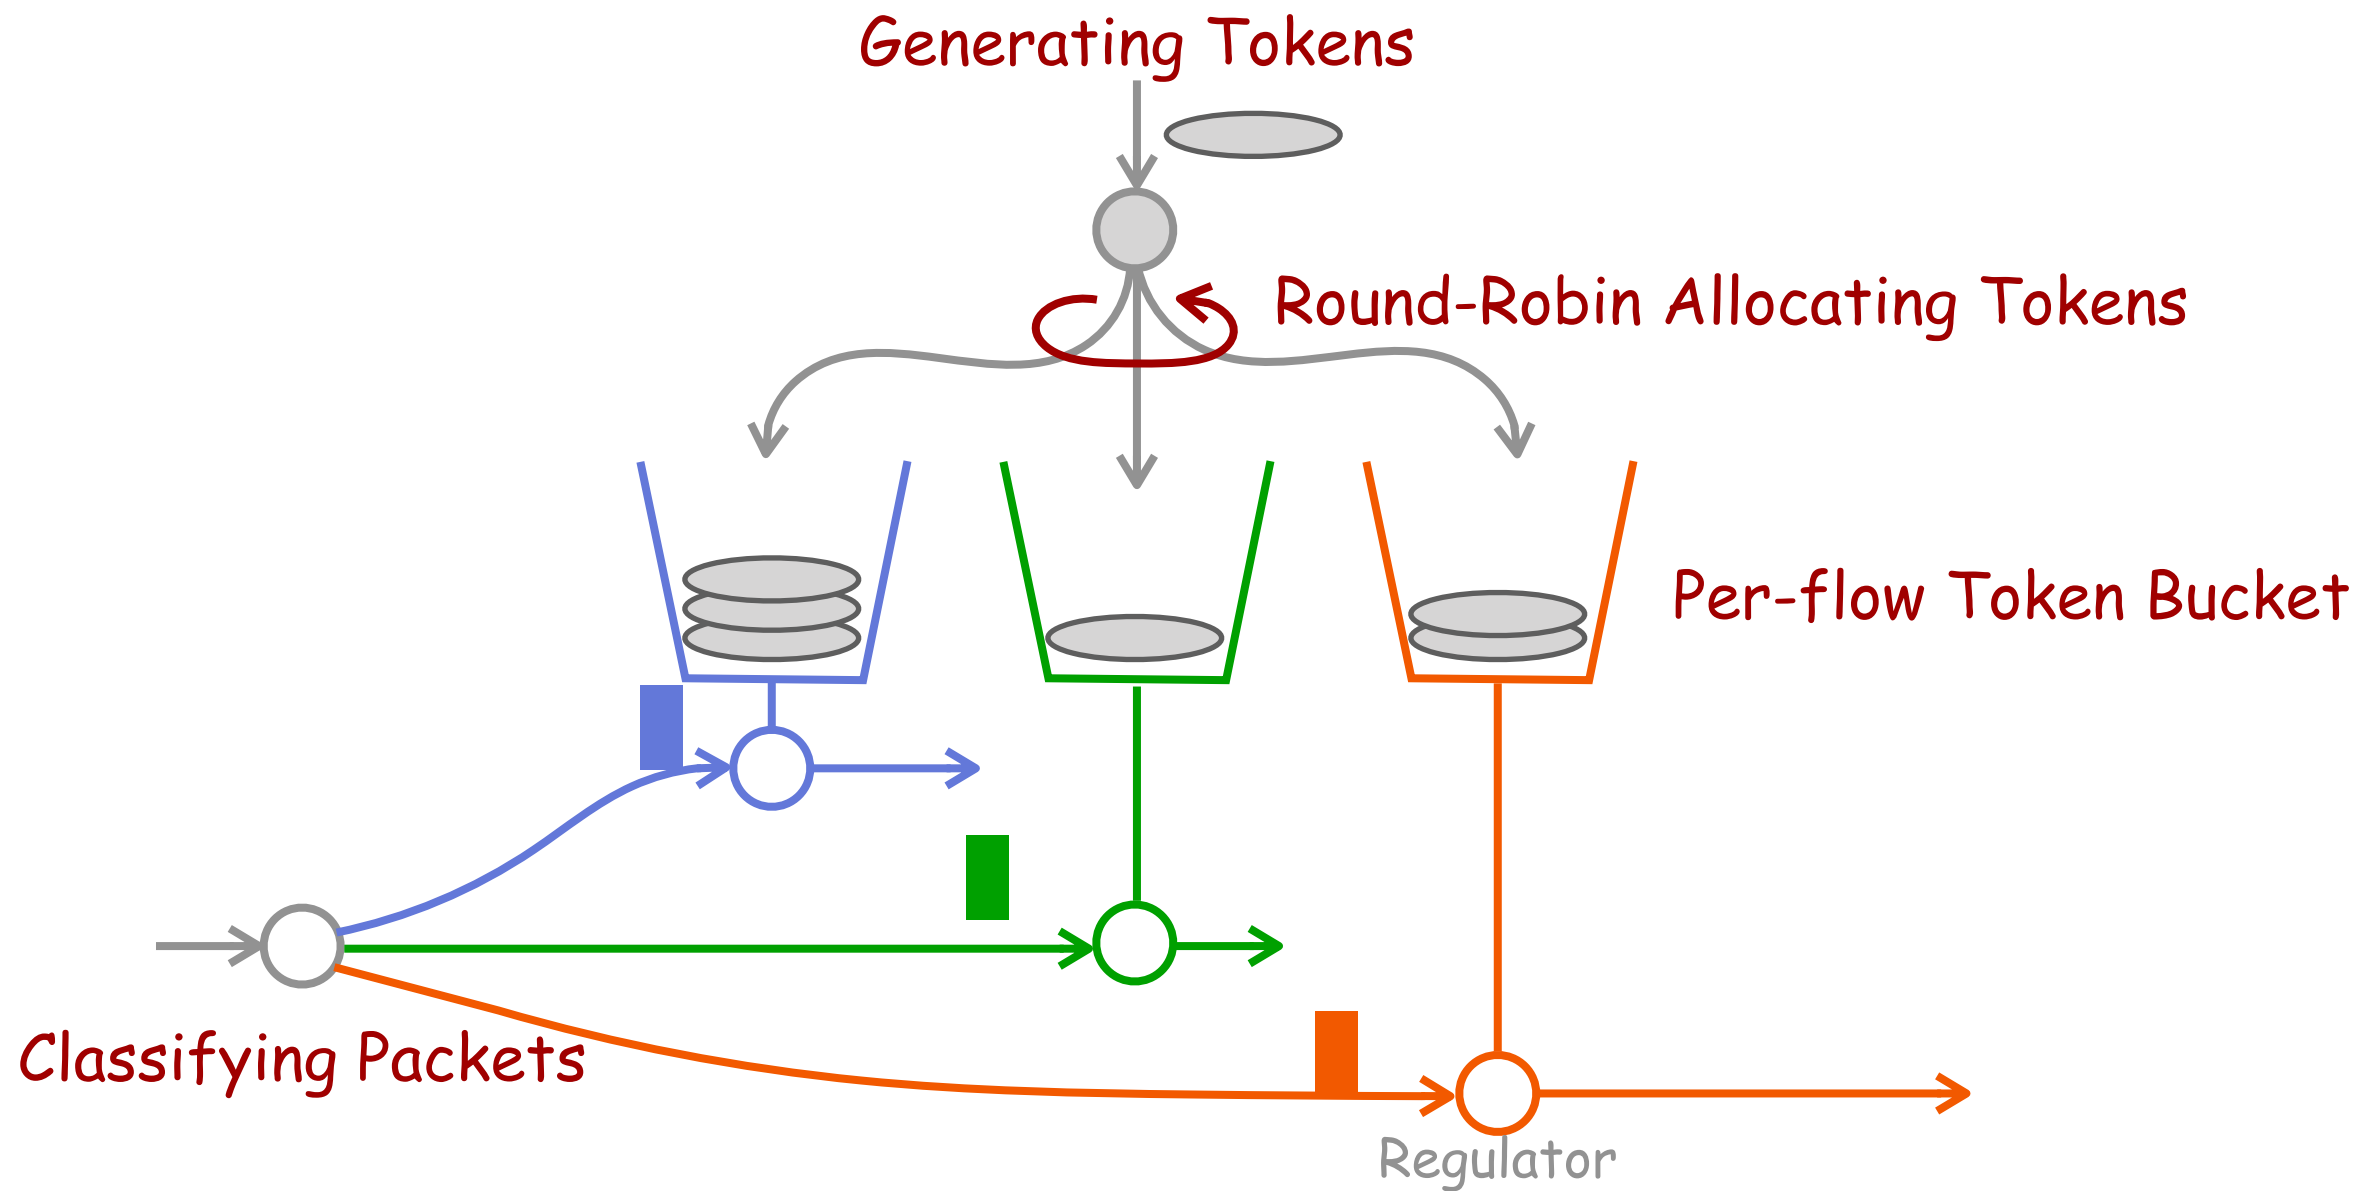 Generating Tokens
Round-Robin Allocating Tokens
Per-flow Token Bucket
Classifying Packets
Regulator